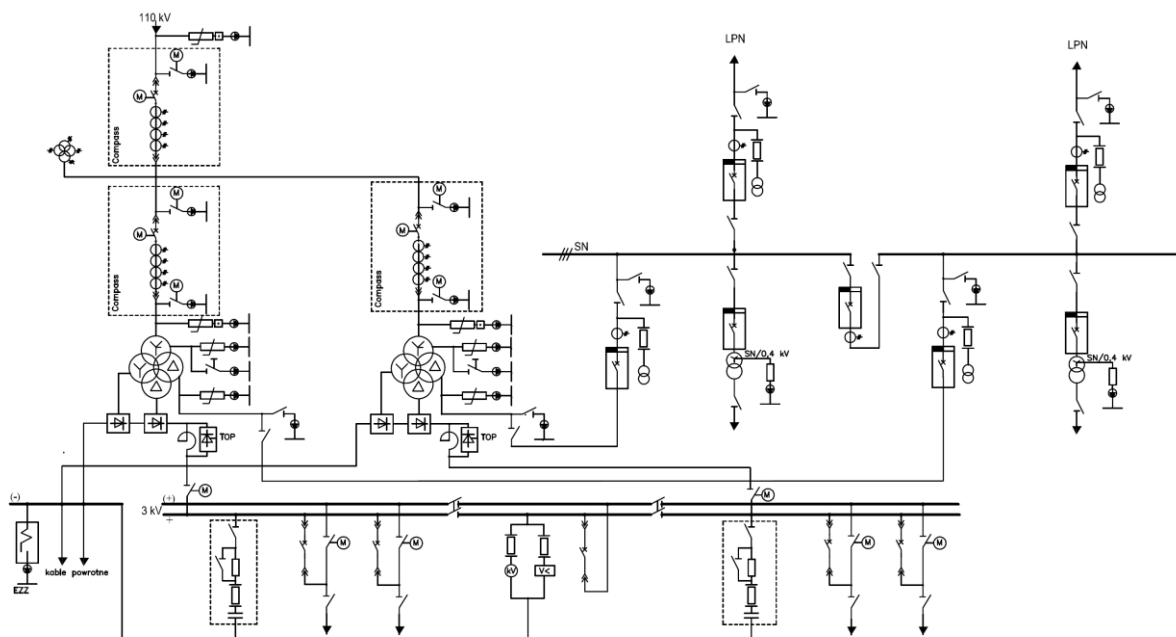 110 kV
M
M
Compass
M
M
M
Compass
M
M
M
Compass
LPN
LPN
SN
SN/0,4 kV
SN/0,4 kV
TOP
TOP
(-)
(+)
3 kV
+
M
M
EZZ
kable powrotne
M
M
kV
V<
M
M